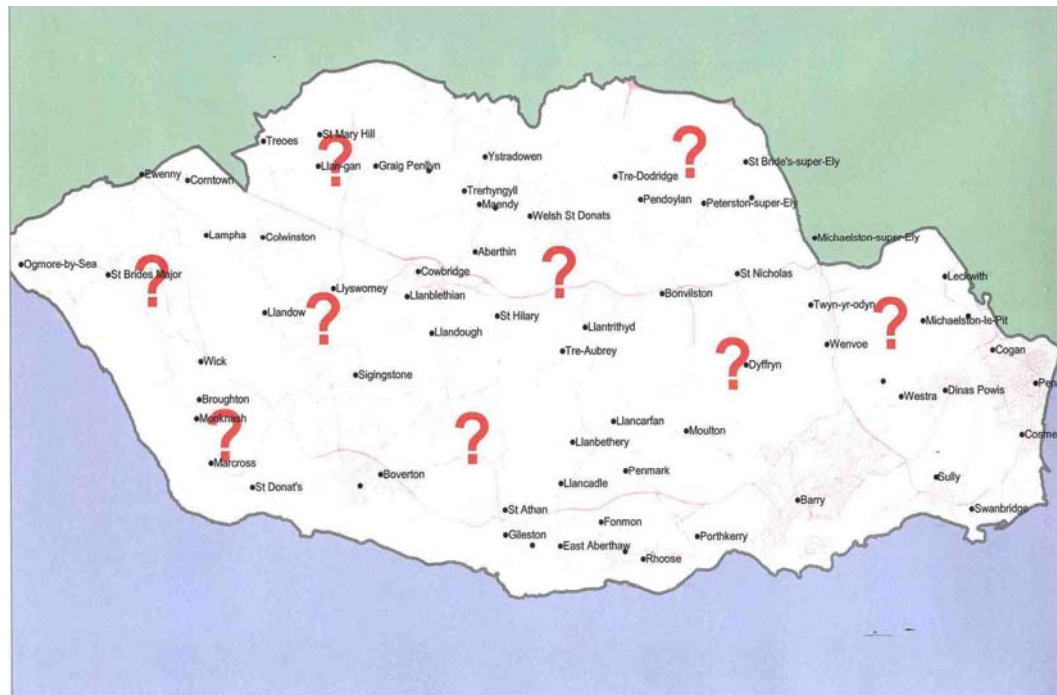 St Mary Hill
Treoes
?
?
Ystradowen
St Bride's-super-Ely
Llan-gan
Graig Penllyn
Ewenny
Corntown
Tre-Dodridge
Trerhyngyll
Pendoylan
Peterston-super-Ely
Maendy
Welsh St Donats
Lampha
Colwinston
Michaelston-super-Ely
Aberthin
Ogmore-by-Sea
St Brides Major
?
Cowbridge
?
St Nicholas
Leckwith
Llysworney
Llanblethian
Bonvilston
Twyn-yr-odyn
?
Llandow
?
St Hilary
Michaelston-le-Pit
Llandough
Llantrithyd
Wenvoe
Tre-Aubrey
Cogan
Wick
?
Dyffryn
Sigingstone
Pen
Dinas Powis
Westra
Broughton
Monknash
?
?
Llancarfan
Moulton
Cosme
Llanbethery
Marcross
Penmark
Boverton
Sully
St Donat's
Llancadle
Barry
St Athan
Swanbridge
Fonmon
Gileston
Porthkerry
East Aberthaw
Rhoose